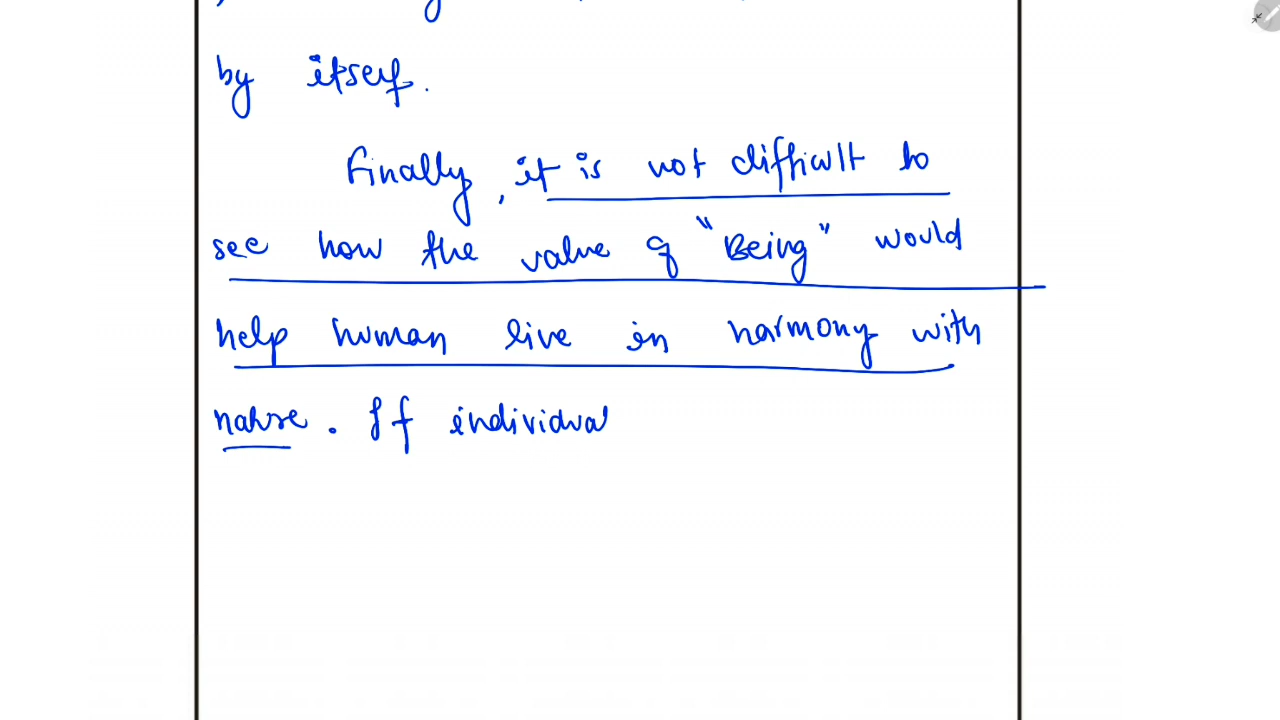 by itself.
Finally, it is not difficult to
see how the value of "Being" would
help human live in harmony with
nature. If individual